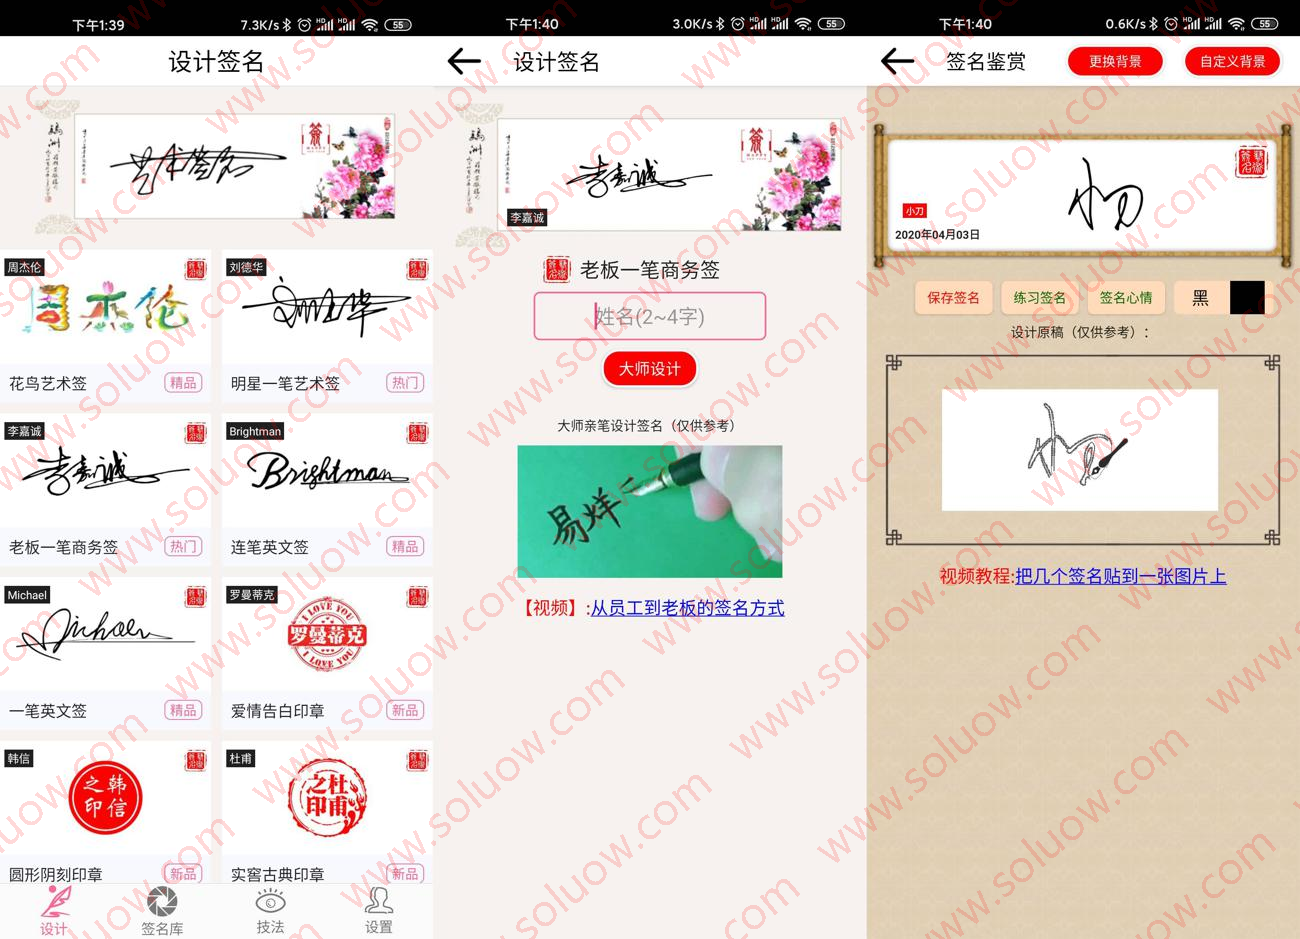 下午1:39
7.3K/s
55
设计签名
艺术签名
周杰伦
周杰伦
花鸟艺术签
精品
刘德华
刘德华
明星一笔艺术签
热门
李嘉诚
李嘉诚
老板一笔商务签
热门
Brightman
Brightman
连笔英文签
精品
Michael
Michael
一笔英文签
精品
罗曼蒂克
I LOVE YOU
罗曼蒂克
I LOVE YOU
爱情告白印章
新品
韩信
韩信
之印
圆形阴刻印章
新品
杜甫
杜甫
之印
实窖古典印章
新品
设计
签名库
技法
设置
下午1:40
3.0K/s
55
设计签名
李嘉诚
李嘉诚
老板一笔商务签
姓名(2~4字)
大师设计
大师亲笔设计签名（仅供参考）
易烊
【视频】:从员工到老板的签名方式
下午1:40
0.6K/s
55
签名鉴赏
更换背景
自定义背景
小刀
小刀
2020年04月03日
保存签名
练习签名
签名心情
黑
设计原稿（仅供参考）：
视频教程:把几个签名贴到一张图片上
www.soluow.com